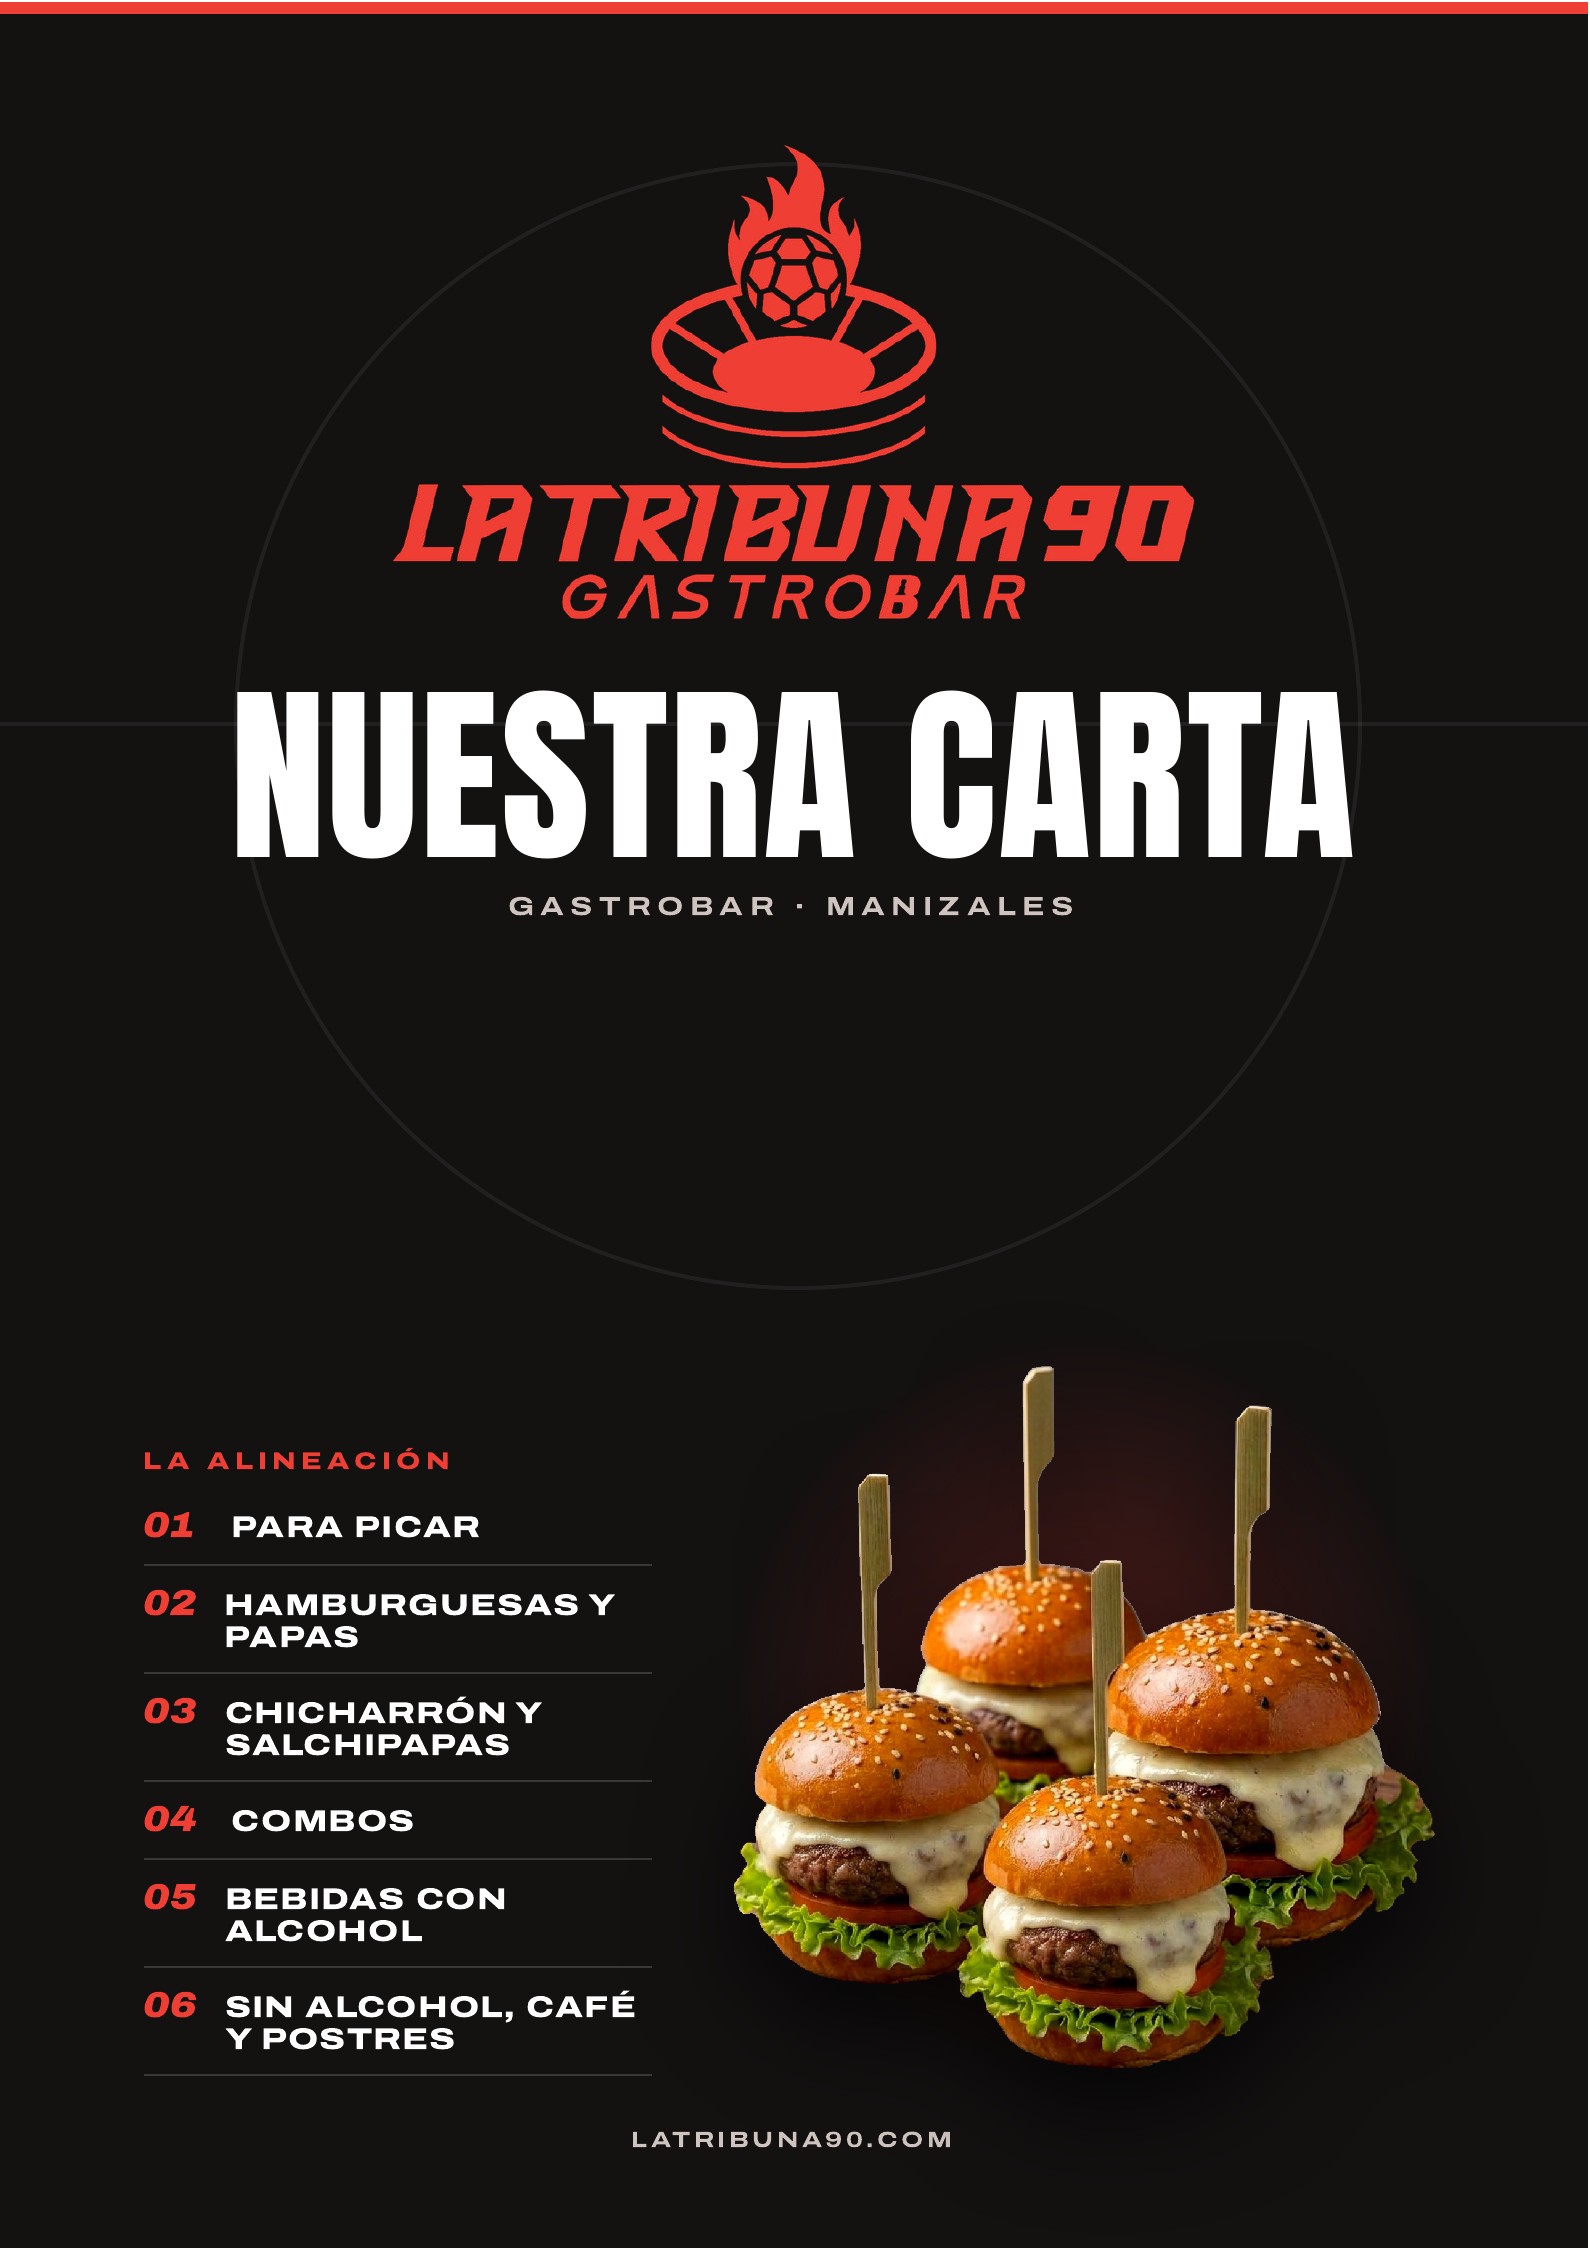 LATRIBUNA90
GASTROBAR
NUESTRA CARTA
GASTROBAR · MANIZALES
LA ALINEACIÓN
01 PARA PICAR
02 HAMBURGUESAS Y
PAPAS
03 CHICHARRÓN Y
SALCHIPAPAS
04 COMBOS
05 BEBIDAS CON
ALCOHOL
06 SIN ALCOHOL, CAFÉ
Y POSTRES
LATRIBUNA90.COM